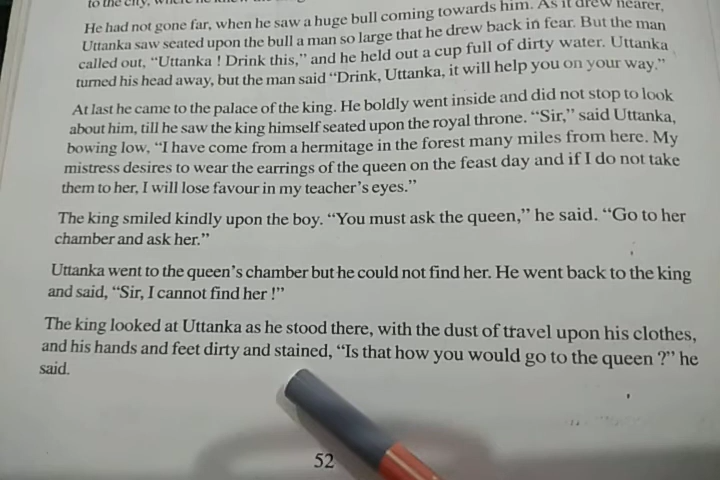 to the city, where he knew
He had not gone far, when he saw a huge bull coming towards him. As it drew nearer,
Uttanka saw seated upon the bull a man so large that he drew back in fear. But the man
called out, “Uttanka ! Drink this,” and he held out a cup full of dirty water. Uttanka
turned his head away, but the man said “Drink, Uttanka, it will help you on your way.”
At last he came to the palace of the king. He boldly went inside and did not stop to look
about him, till he saw the king himself seated upon the royal throne. “Sir,” said Uttanka,
bowing low, “I have come from a hermitage in the forest many miles from here. My
mistress desires to wear the earrings of the queen on the feast day and if I do not take
them to her, I will lose favour in my teacher’s eyes.”
The king smiled kindly upon the boy. “You must ask the queen,” he said. “Go to her
chamber and ask her.”
Uttanka went to the queen’s chamber but he could not find her. He went back to the king
and said, “Sir, I cannot find her !”
The king looked at Uttanka as he stood there, with the dust of travel upon his clothes,
and his hands and feet dirty and stained, “Is that how you would go to the queen ?” he
said.
52